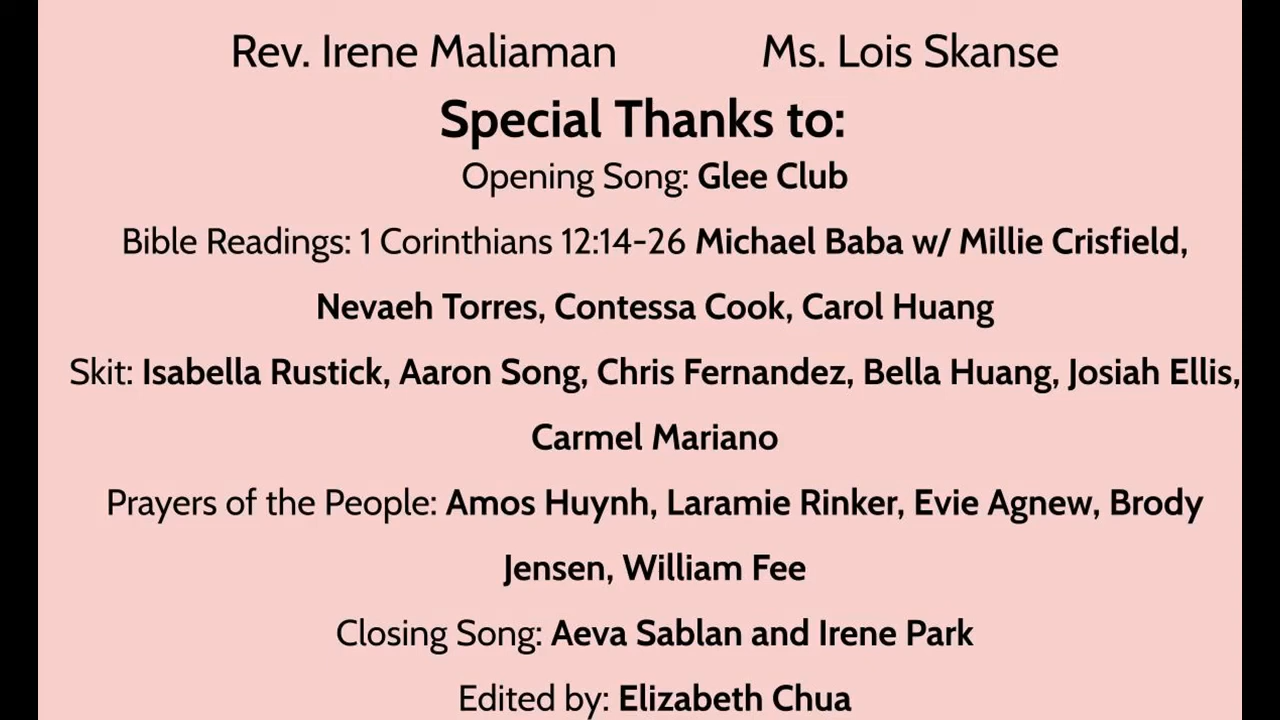 Rev. Irene Maliaman Ms. Lois Skanse
Special Thanks to:
Opening Song: Glee Club
Bible Readings: 1 Corinthians 12:14-26 Michael Baba w/ Millie Crisfield,
Nevaeh Torres, Contessa Cook, Carol Huang
Skit: Isabella Rustick, Aaron Song, Chris Fernandez, Bella Huang, Josiah Ellis,
Carmel Mariano
Prayers of the People: Amos Huynh, Laramie Rinker, Evie Agnew, Brody
Jensen, William Fee
Closing Song: Aeva Sablan and Irene Park
Edited by: Elizabeth Chua